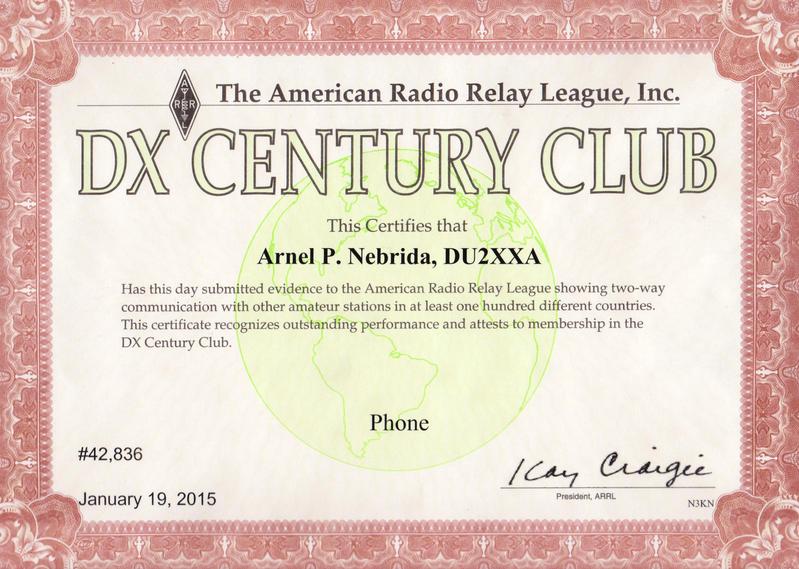 The American Radio Relay League, Inc.
DX CENTURY CLUB
This Certifies that
Arnel P. Nebrida, DU2XXA
Has this day submitted evidence to the American Radio Relay League showing two-way
communication with other amateur stations in at least one hundred different countries.
This certificate recognizes outstanding performance and attests to membership in the
DX Century Club.
Phone
#42,836
January 19, 2015
Kay Craigie
President, ARRL
N3KN
ARRL